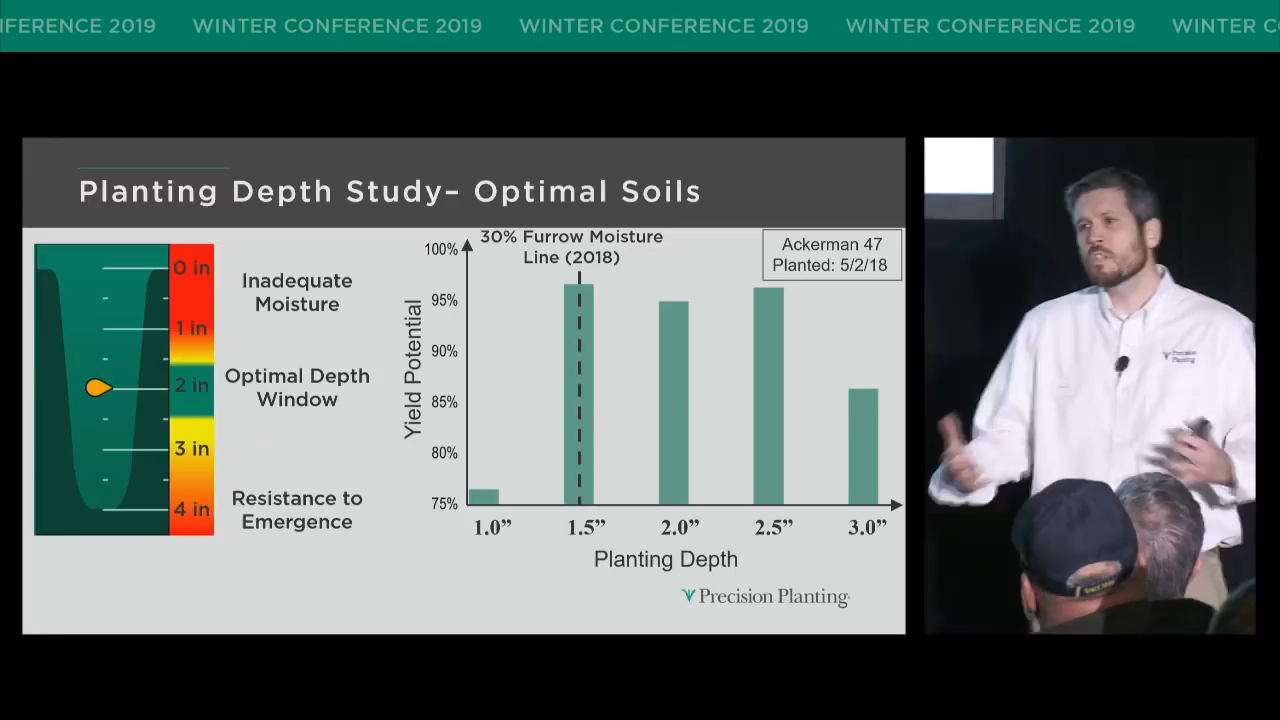 WINTER CONFERENCE 2019
WINTER CONFERENCE 2019
WINTER CONFERENCE 2019
2019
WINTER
Planting Depth Study– Optimal Soils
0 in
1 in
2 in
3 in
4 in
Inadequate
Moisture
Optimal Depth
Window
Resistance to
Emergence
30% Furrow Moisture
Line (2018)
Ackerman 47
Planted: 5/2/18
Yield Potential
100%
95%
90%
85%
80%
75%
1.0”
1.5”
2.0”
2.5”
3.0”
Planting Depth
Precision Planting
Precision
Planting